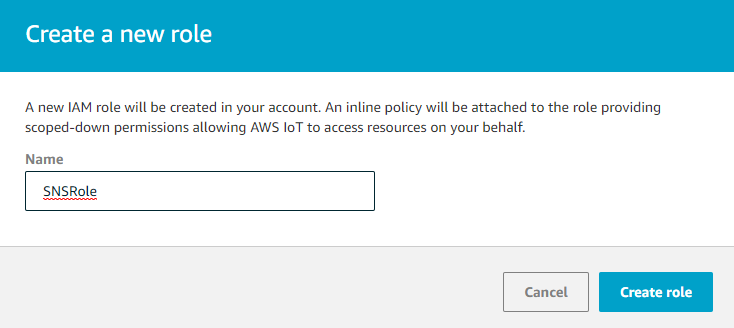 Create a new role
A new IAM role will be created in your account. An inline policy will be attached to the role providing
scoped-down permissions allowing AWS IoT to access resources on your behalf.
Name
SNSRole
Cancel
Create role